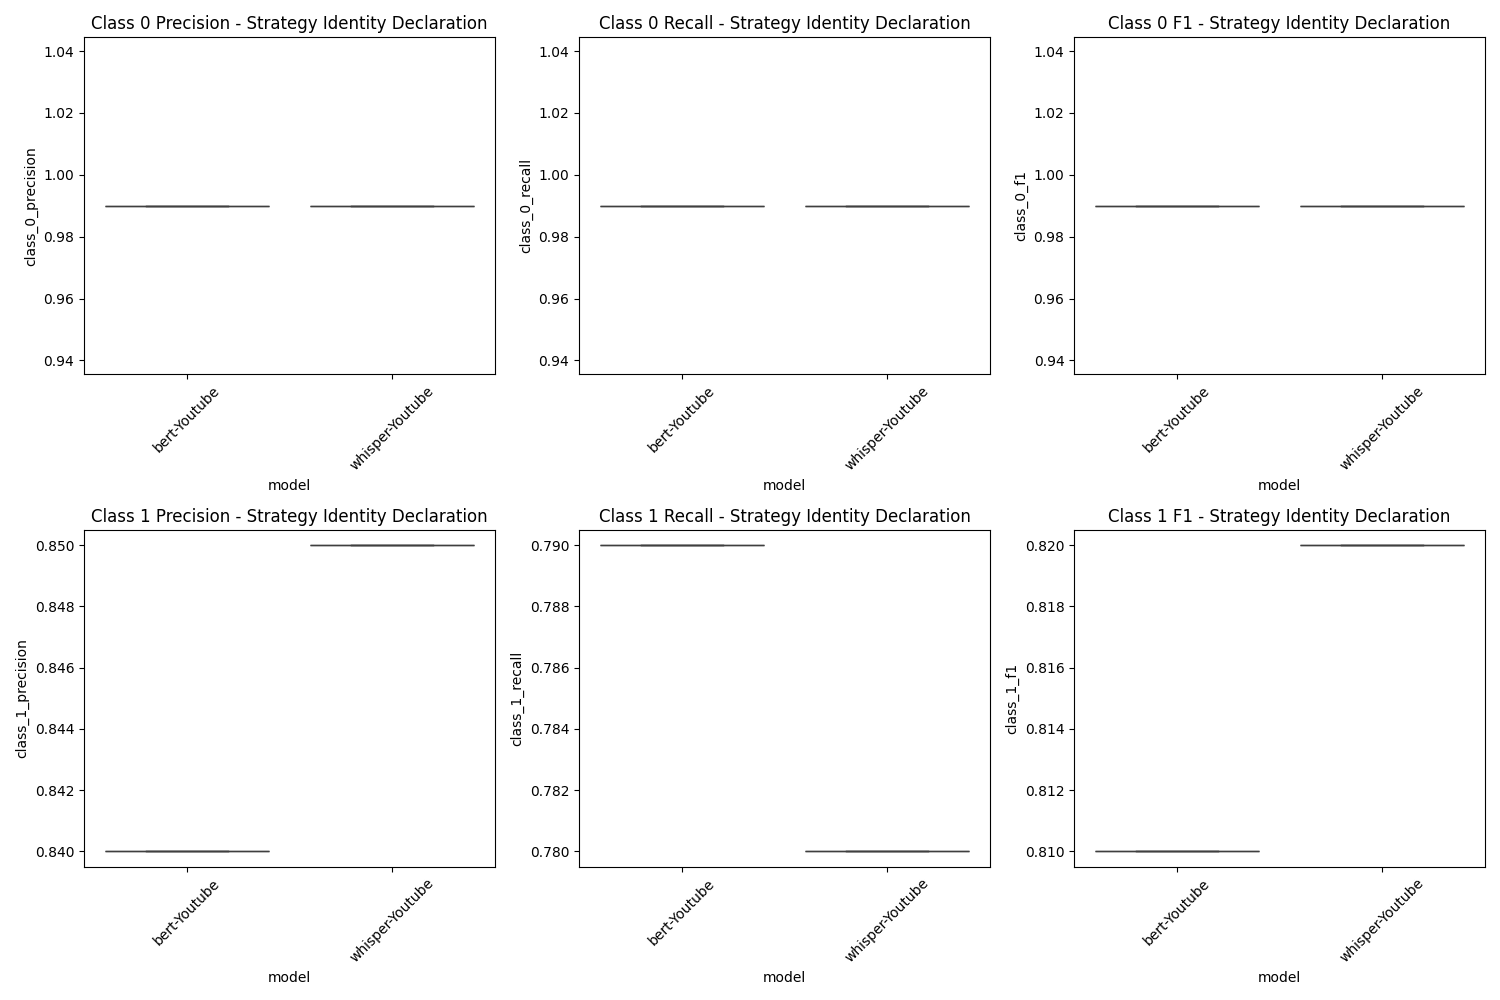 Class 0 Precision - Strategy Identity Declaration
1.04
1.02
1.00
0.98
0.96
0.94
class_0_precision
bert-Youtube
whisper-Youtube
model
Class 0 Recall - Strategy Identity Declaration
1.04
1.02
1.00
0.98
0.96
0.94
class_0_recall
bert-Youtube
whisper-Youtube
model
Class 0 F1 - Strategy Identity Declaration
1.04
1.02
1.00
0.98
0.96
0.94
class_0_f1
bert-Youtube
whisper-Youtube
model
Class 1 Precision - Strategy Identity Declaration
0.850
0.848
0.846
0.844
0.842
0.840
class_1_precision
bert-Youtube
whisper-Youtube
model
Class 1 Recall - Strategy Identity Declaration
0.790
0.788
0.786
0.784
0.782
0.780
class_1_recall
bert-Youtube
whisper-Youtube
model
Class 1 F1 - Strategy Identity Declaration
0.820
0.818
0.816
0.814
0.812
0.810
class_1_f1
bert-Youtube
whisper-Youtube
model